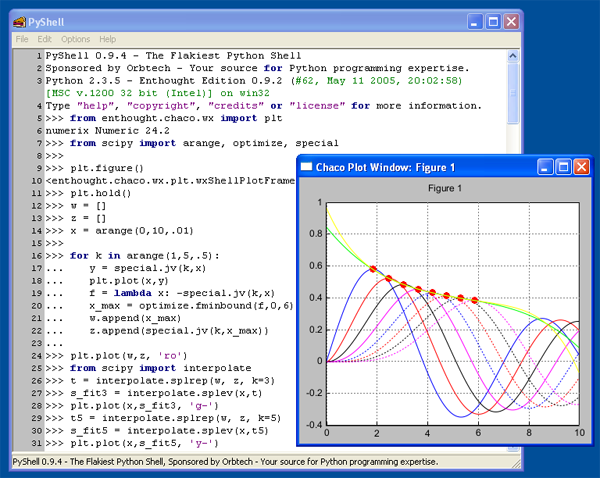 PyShell
File Edit Options Help
1 PyShell 0.9.4 - The Flakiest Python Shell
2 Sponsored by Orbtech - Your source for Python programming expertise.
3 Python 2.3.5 - Enthought Edition 0.9.2 (#62, May 11 2005, 20:02:58)
[MSC v.1200 32 bit (Intel)] on win32
4 Type "help", "copyright", "credits" or "license" for more information.
5 >>> from enthought.chaco.wx import plt
6 numerix Numeric 24.2
7 >>> from scipy import arange, optimize, special
8 >>>
9 >>> plt.figure()
10 <enthought.chaco.wx.plt.wxShellPlotFrame
11 >>> plt.hold()
12 >>> w = []
13 >>> z = []
14 >>> x = arange(0,10,.01)
15 >>>
16 >>> for k in arange(1,5,.5):
17 ... y = special.jv(k,x)
18 ... plt.plot(x,y)
19 ... f = lambda x: -special.jv(k,x)
20 ... x_max = optimize.fminbound(f,0,6)
21 ... w.append(x_max)
22 ... z.append(special.jv(k,x_max))
23 ...
24 >>> plt.plot(w,z, 'ro')
25 >>> from scipy import interpolate
26 >>> t = interpolate.splrep(w, z, k=3)
27 >>> s_fit3 = interpolate.splev(x,t)
28 >>> plt.plot(x,s_fit3, 'g-')
29 >>> t5 = interpolate.splrep(w, z, k=5)
30 >>> s_fit5 = interpolate.splev(x,t5)
31 >>> plt.plot(x,s_fit5, 'y-')
PyShell 0.9.4 - The Flakiest Python Shell, Sponsored by Orbtech - Your source for Python programming expertise.
Chaco Plot Window: Figure 1
Figure 1
1
0.8
0.6
0.4
0.2
0
-0.2
-0.4
0 2 4 6 8 10